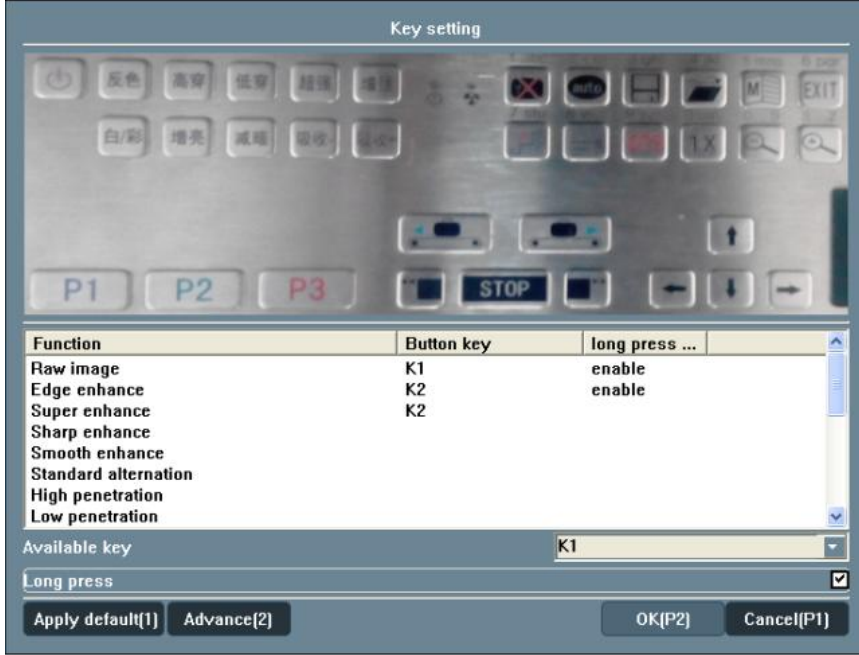 Key setting
反色 高穿 低穿 超强 增强
auto M EXIT
白/彩 增亮 减暗 吸收-
1X
P1 P2 P3 STOP
Function Button key long press ...
Raw image K1 enable
Edge enhance K2 enable
Super enhance K2
Sharp enhance
Smooth enhance
Standard alternation
High penetration
Low penetration
Available key K1
Long press
Apply default(1) Advance(2) OK(P2) Cancel(P1)